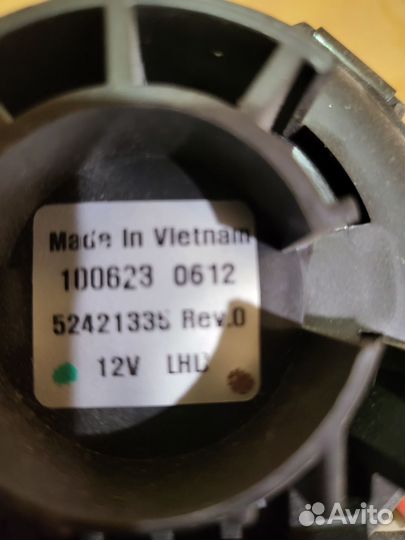 Made In Vietnam
100623 0612
52421335 Rev.0
12V LHD
Avito